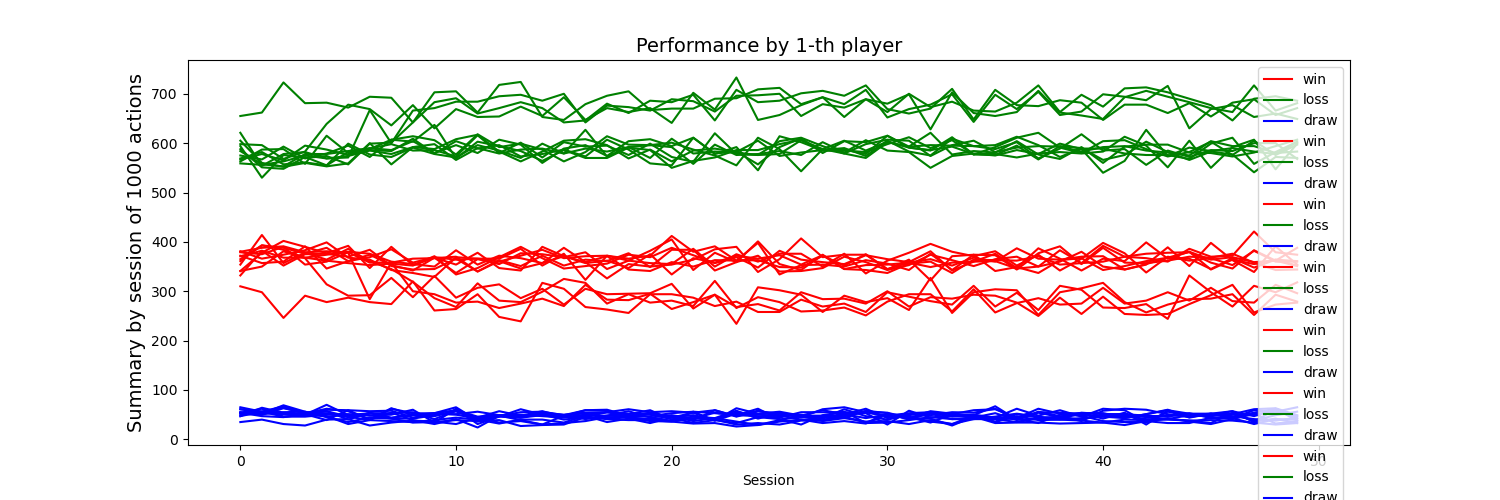 Performance by 1-th player
Summary by session of 1000 actions
700
600
500
400
300
200
100
0
0
10
20
30
40
50
Session
win
loss
draw
win
loss
draw
win
loss
draw
win
loss
draw
win
loss
draw
win
loss
draw
win
loss
draw